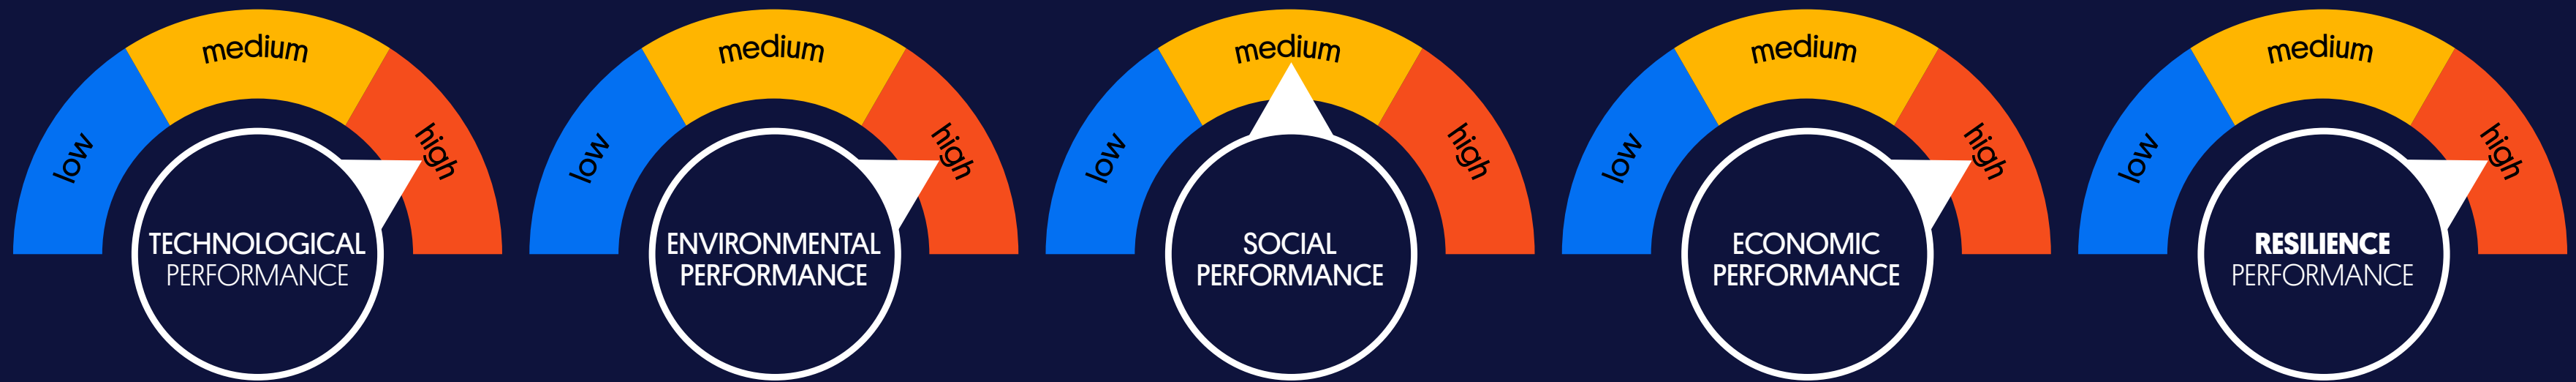 low
medium
high
TECHNOLOGICAL
PERFORMANCE
low
medium
high
ENVIRONMENTAL
PERFORMANCE
low
medium
high
SOCIAL
PERFORMANCE
low
medium
high
ECONOMIC
PERFORMANCE
low
medium
high
RESILIENCE
PERFORMANCE